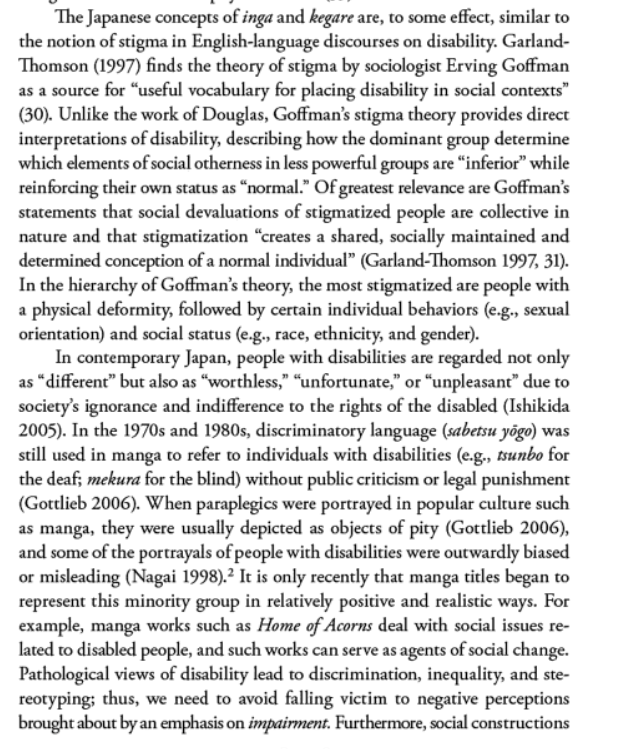 The Japanese concepts of inga and kegare are, to some effect, similar to
the notion of stigma in English-language discourses on disability. Garland-
Thomson (1997) finds the theory of stigma by sociologist Erving Goffman
as a source for “useful vocabulary for placing disability in social contexts”
(30). Unlike the work of Douglas, Goffman’s stigma theory provides direct
interpretations of disability, describing how the dominant group determine
which elements of social otherness in less powerful groups are “inferior” while
reinforcing their own status as “normal.” Of greatest relevance are Goffman’s
statements that social devaluations of stigmatized people are collective in
nature and that stigmatization “creates a shared, socially maintained and
determined conception of a normal individual” (Garland-Thomson 1997, 31).
In the hierarchy of Goffman’s theory, the most stigmatized are people with
a physical deformity, followed by certain individual behaviors (e.g., sexual
orientation) and social status (e.g., race, ethnicity, and gender).
In contemporary Japan, people with disabilities are regarded not only
as “different” but also as “worthless,” “unfortunate,” or “unpleasant” due to
society’s ignorance and indifference to the rights of the disabled (Ishikida
2005). In the 1970s and 1980s, discriminatory language (sabetsu yōgo) was
still used in manga to refer to individuals with disabilities (e.g., tsunbo for
the deaf; mekura for the blind) without public criticism or legal punishment
(Gottlieb 2006). When paraplegics were portrayed in popular culture such
as manga, they were usually depicted as objects of pity (Gottlieb 2006),
and some of the portrayals of people with disabilities were outwardly biased
or misleading (Nagai 1998).² It is only recently that manga titles began to
represent this minority group in relatively positive and realistic ways. For
example, manga works such as Home of Acorns deal with social issues re-
lated to disabled people, and such works can serve as agents of social change.
Pathological views of disability lead to discrimination, inequality, and ste-
reotyping; thus, we need to avoid falling victim to negative perceptions
brought about by an emphasis on impairment. Furthermore, social constructions